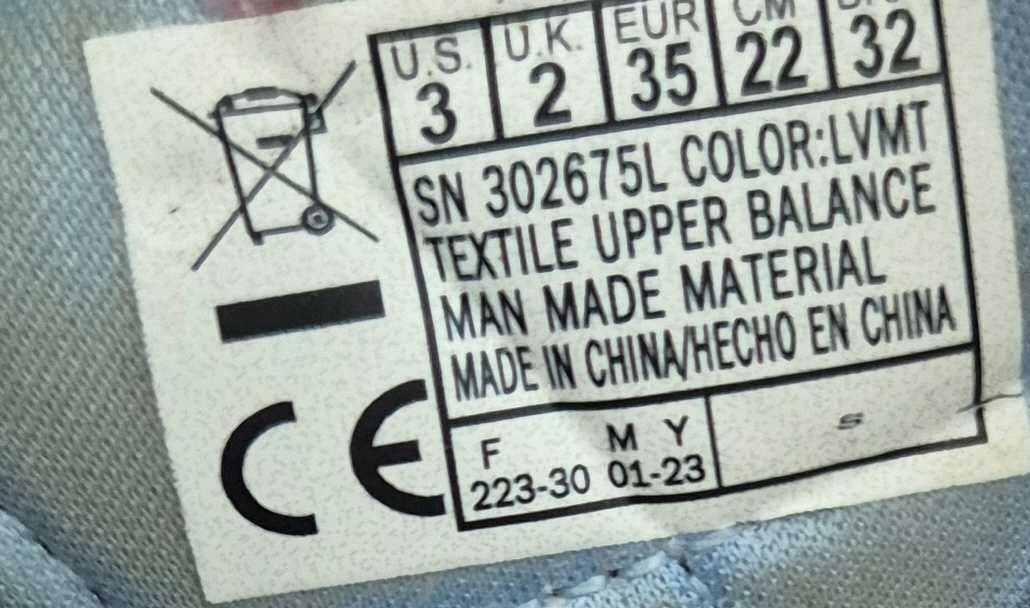 U.S. U.K. EUR CM
3 2 35 22 32
SN 302675L COLOR:LVMT
TEXTILE UPPER BALANCE
MAN MADE MATERIAL
MADE IN CHINA/HECHO EN CHINA
F M Y
223-30 01-23
S
CE